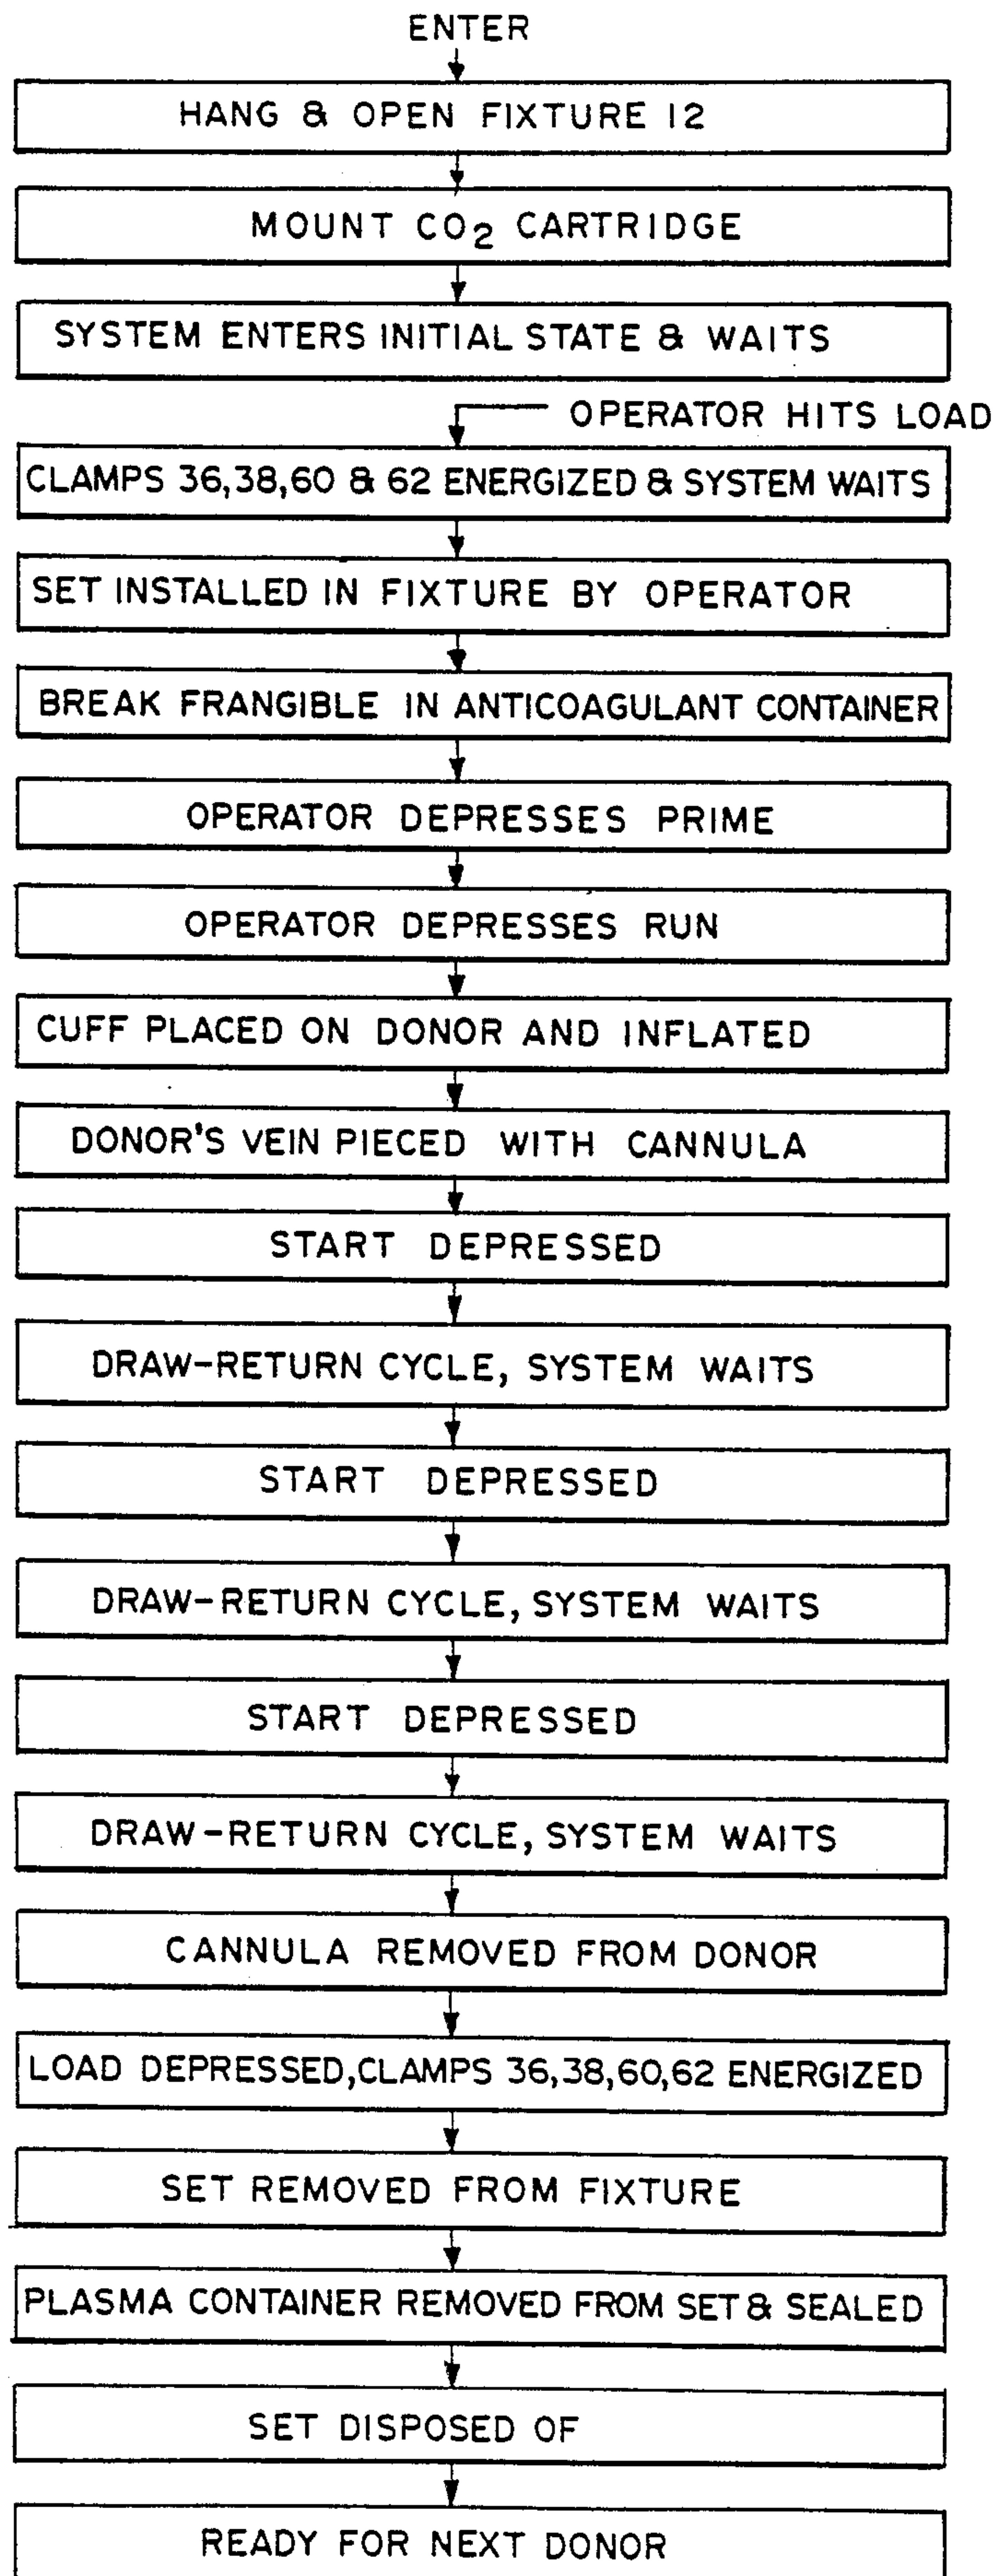 ENTER
HANG & OPEN FIXTURE 12
MOUNT CO₂ CARTRIDGE
SYSTEM ENTERS INITIAL STATE & WAITS
OPERATOR HITS LOAD
CLAMPS 36,38,60 & 62 ENERGIZED & SYSTEM WAITS
SET INSTALLED IN FIXTURE BY OPERATOR
BREAK FRANGIBLE IN ANTICOAGULANT CONTAINER
OPERATOR DEPRESSES PRIME
OPERATOR DEPRESSES RUN
CUFF PLACED ON DONOR AND INFLATED
DONOR'S VEIN PIECED WITH CANNULA
START DEPRESSED
DRAW-RETURN CYCLE, SYSTEM WAITS
START DEPRESSED
DRAW-RETURN CYCLE, SYSTEM WAITS
START DEPRESSED
DRAW-RETURN CYCLE, SYSTEM WAITS
CANNULA REMOVED FROM DONOR
LOAD DEPRESSED,CLAMPS 36,38,60,62 ENERGIZED
SET REMOVED FROM FIXTURE
PLASMA CONTAINER REMOVED FROM SET & SEALED
SET DISPOSED OF
READY FOR NEXT DONOR